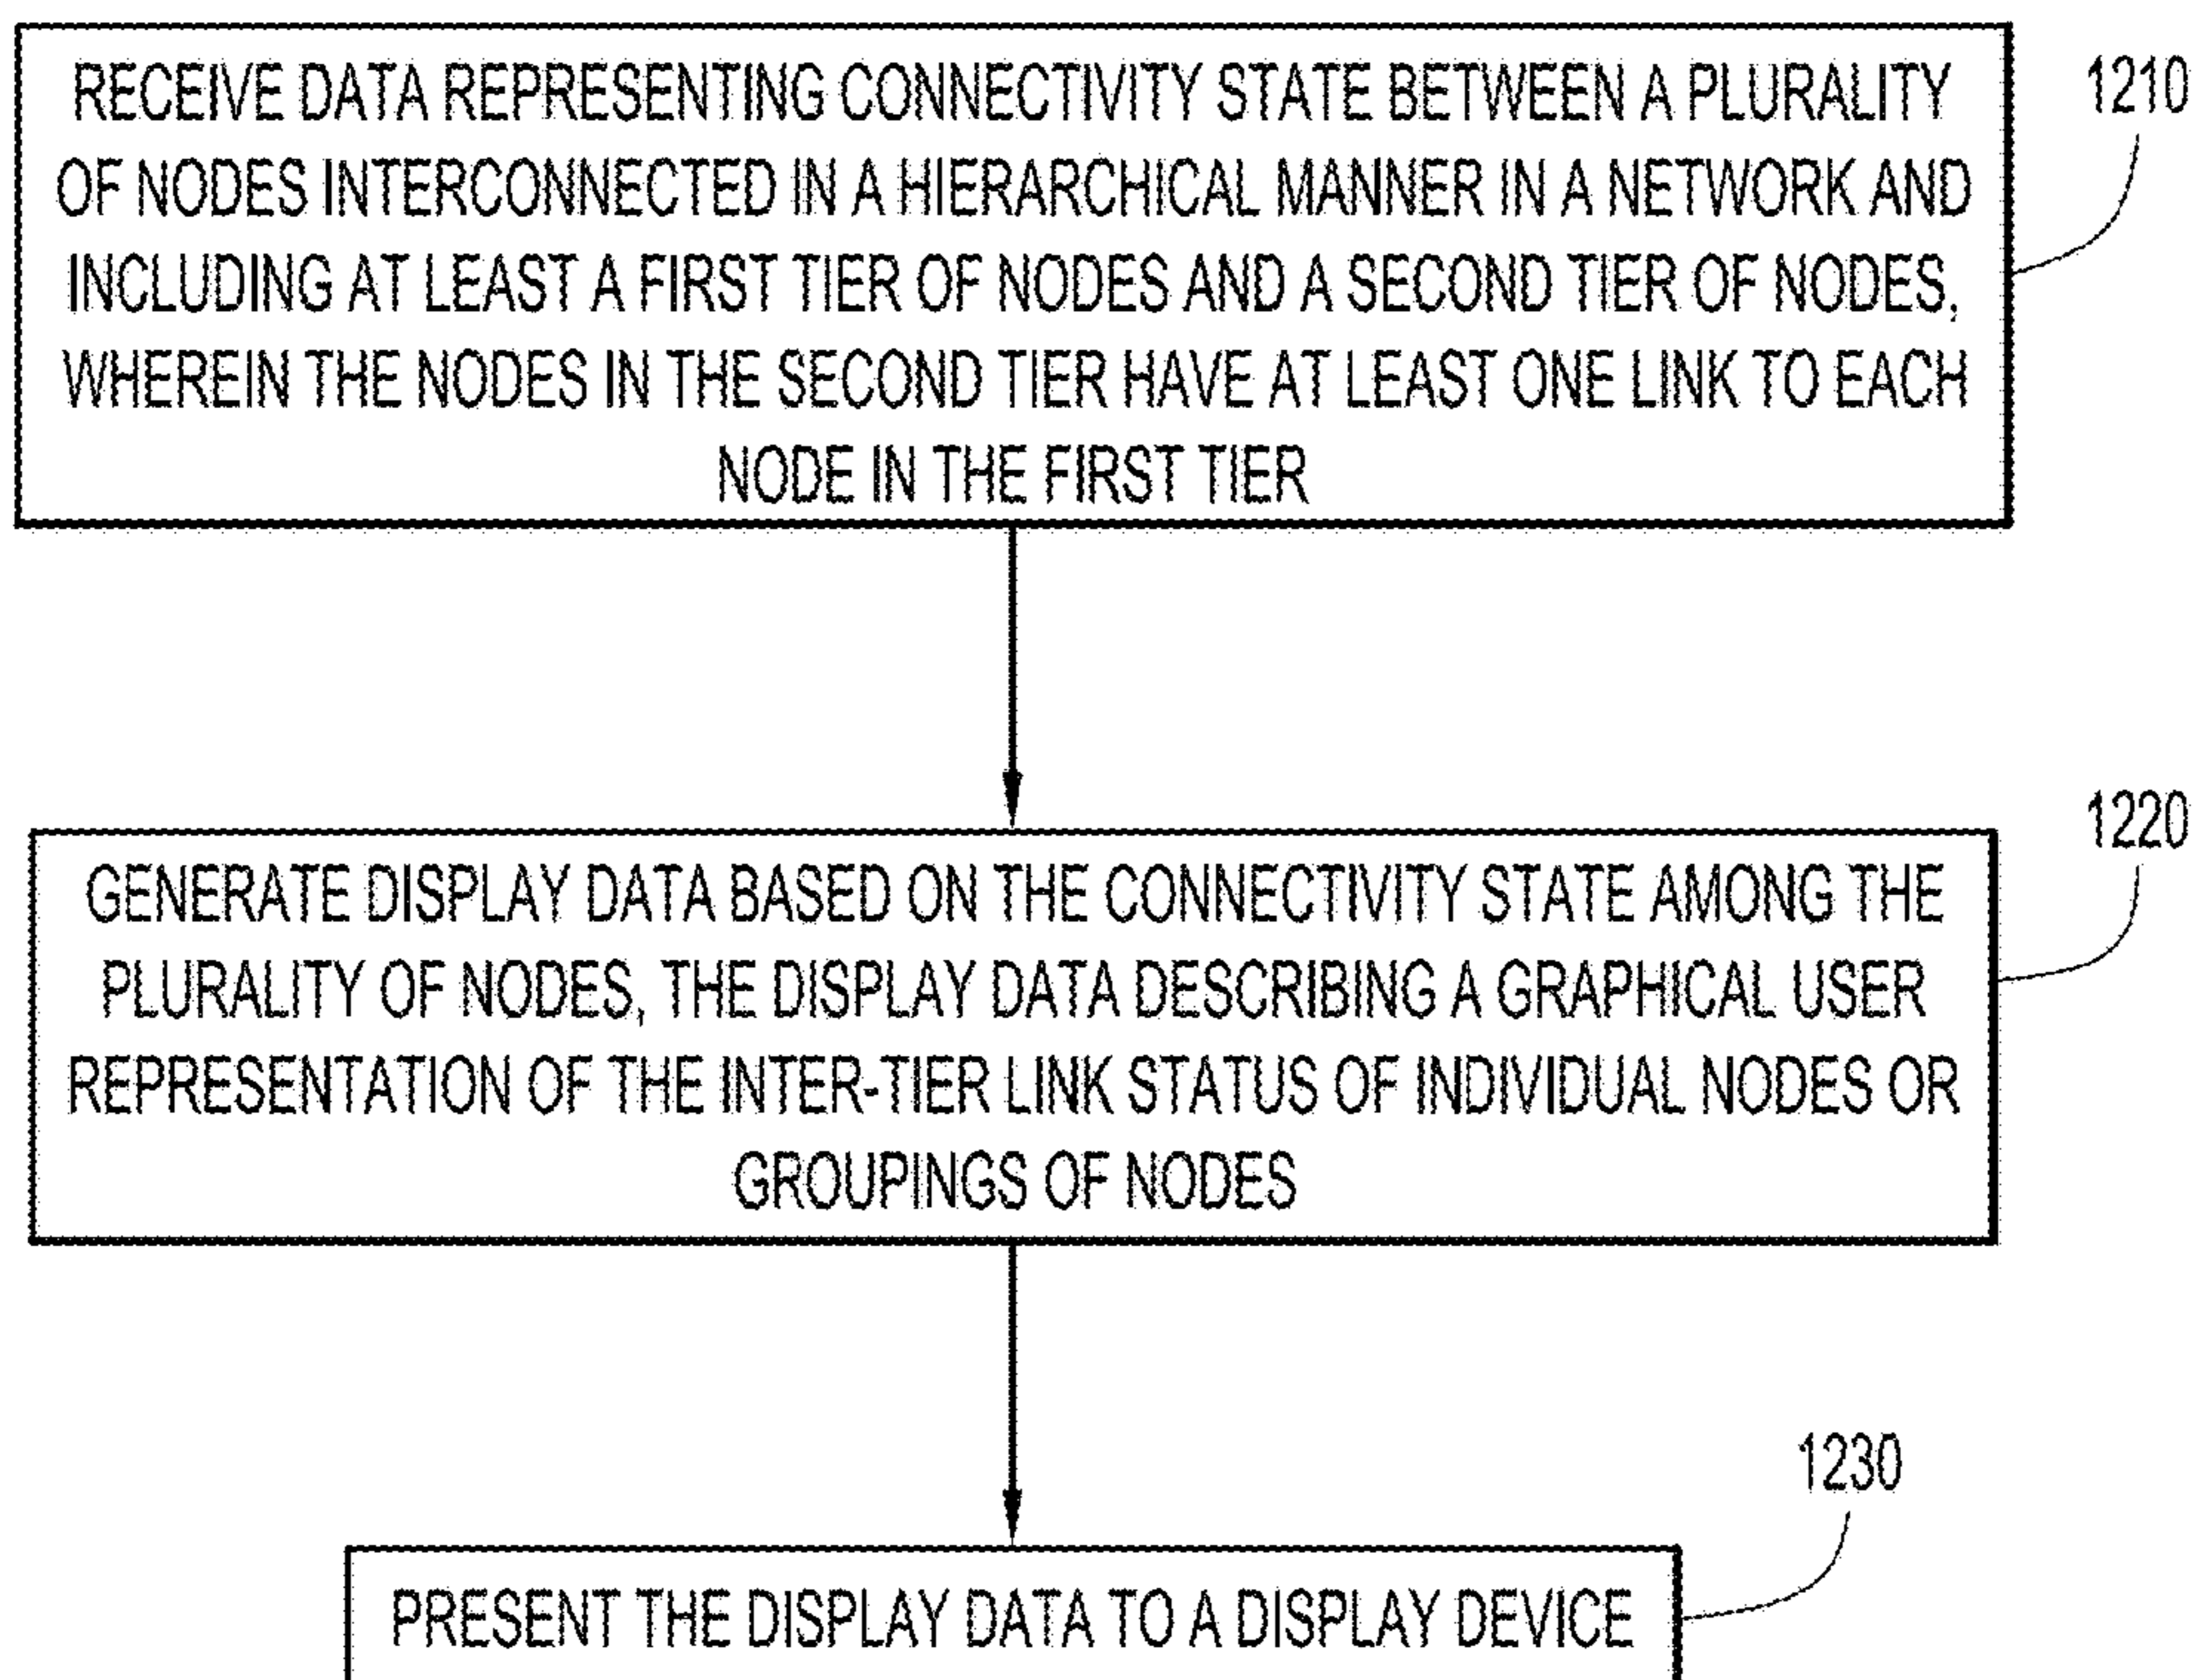 RECEIVE DATA REPRESENTING CONNECTIVITY STATE BETWEEN A PLURALITY
OF NODES INTERCONNECTED IN A HIERARCHICAL MANNER IN A NETWORK AND
INCLUDING AT LEAST A FIRST TIER OF NODES AND A SECOND TIER OF NODES,
WHEREIN THE NODES IN THE SECOND TIER HAVE AT LEAST ONE LINK TO EACH
NODE IN THE FIRST TIER
1210
GENERATE DISPLAY DATA BASED ON THE CONNECTIVITY STATE AMONG THE
PLURALITY OF NODES, THE DISPLAY DATA DESCRIBING A GRAPHICAL USER
REPRESENTATION OF THE INTER-TIER LINK STATUS OF INDIVIDUAL NODES OR
GROUPINGS OF NODES
1220
PRESENT THE DISPLAY DATA TO A DISPLAY DEVICE
1230